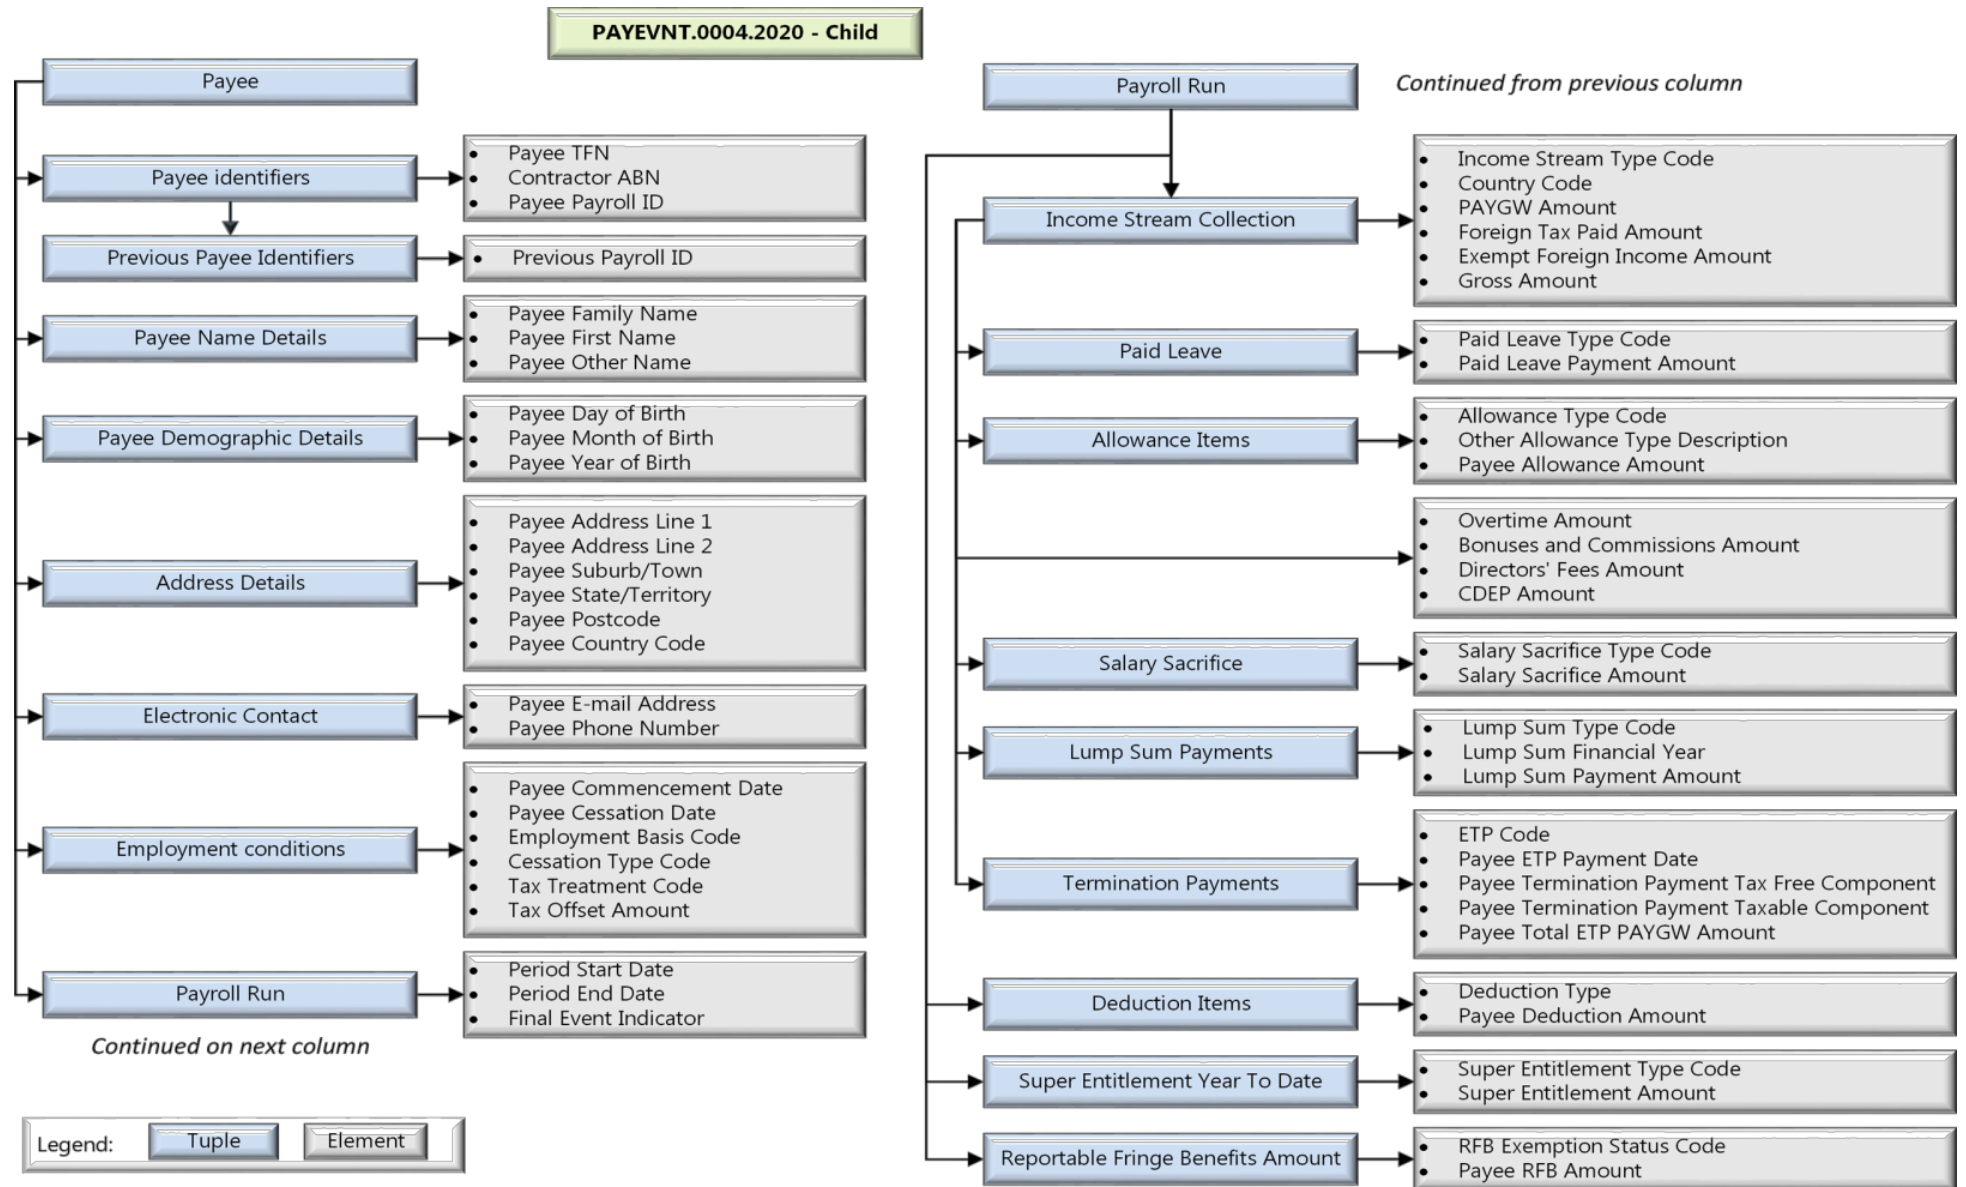 PAYEVNT.0004.2020 - Child
Payee
Payee identifiers
Payee TFN
Contractor ABN
Payee Payroll ID
Previous Payee Identifiers
Previous Payroll ID
Payee Name Details
Payee Family Name
Payee First Name
Payee Other Name
Payee Demographic Details
Payee Day of Birth
Payee Month of Birth
Payee Year of Birth
Address Details
Payee Address Line 1
Payee Address Line 2
Payee Suburb/Town
Payee State/Territory
Payee Postcode
Payee Country Code
Electronic Contact
Payee E-mail Address
Payee Phone Number
Employment conditions
Payee Commencement Date
Payee Cessation Date
Employment Basis Code
Cessation Type Code
Tax Treatment Code
Tax Offset Amount
Payroll Run
Period Start Date
Period End Date
Final Event Indicator
Continued on next column
Legend:
Tuple
Element
Payroll Run
Continued from previous column
Income Stream Collection
Income Stream Type Code
Country Code
PAYGW Amount
Foreign Tax Paid Amount
Exempt Foreign Income Amount
Gross Amount
Paid Leave
Paid Leave Type Code
Paid Leave Payment Amount
Allowance Items
Allowance Type Code
Other Allowance Type Description
Payee Allowance Amount
Overtime Amount
Bonuses and Commissions Amount
Directors' Fees Amount
CDEP Amount
Salary Sacrifice
Salary Sacrifice Type Code
Salary Sacrifice Amount
Lump Sum Payments
Lump Sum Type Code
Lump Sum Financial Year
Lump Sum Payment Amount
Termination Payments
ETP Code
Payee ETP Payment Date
Payee Termination Payment Tax Free Component
Payee Termination Payment Taxable Component
Payee Total ETP PAYGW Amount
Deduction Items
Deduction Type
Payee Deduction Amount
Super Entitlement Year To Date
Super Entitlement Type Code
Super Entitlement Amount
Reportable Fringe Benefits Amount
RFB Exemption Status Code
Payee RFB Amount